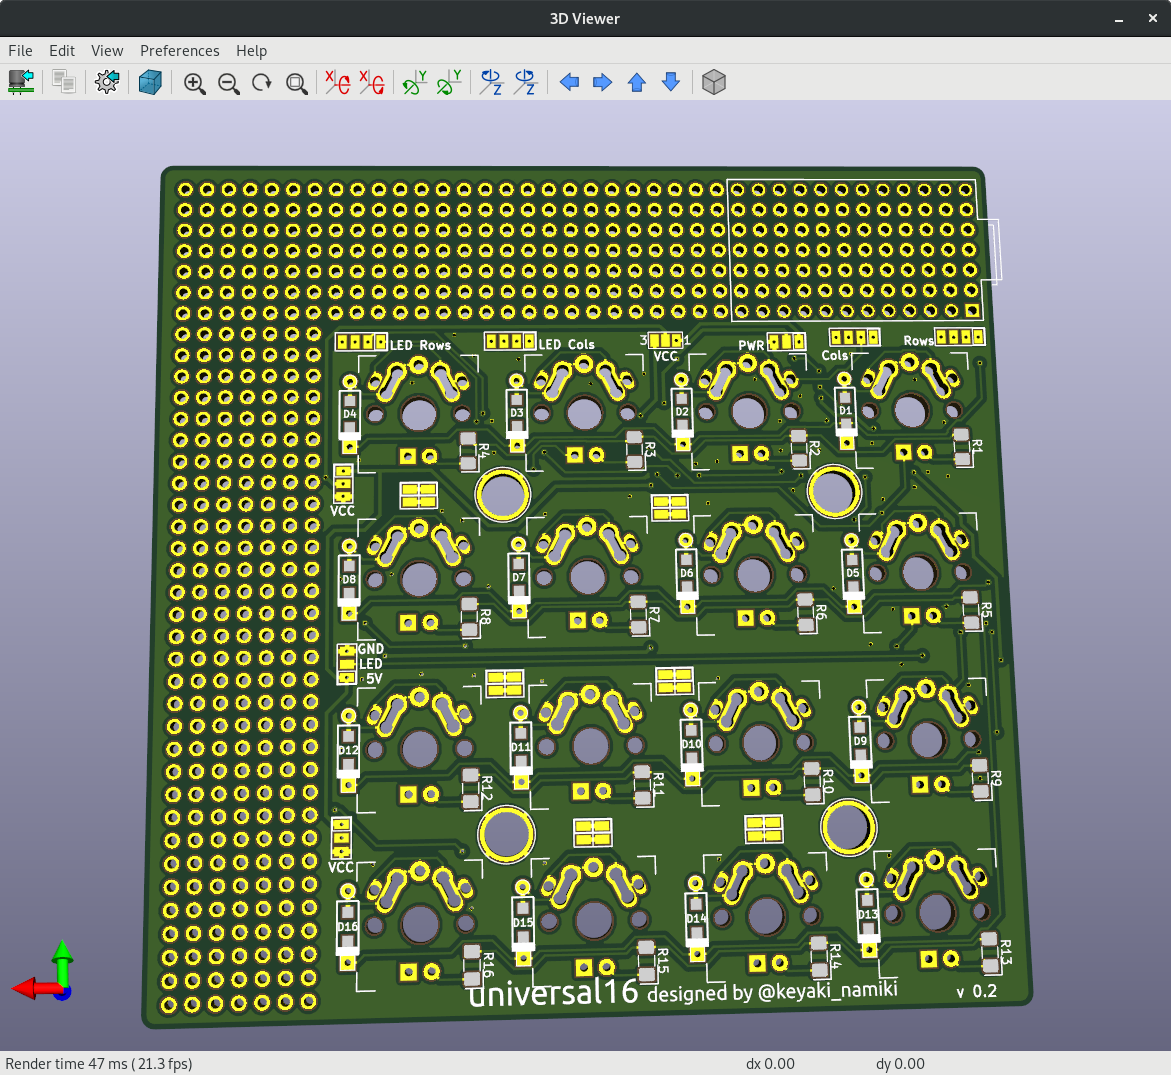 3D Viewer
File Edit View Preferences Help
X X Y Y Z Z
LED Rows
LED Cols
3 1
VCC
PWR
Cols
Rows
D4 D3 D2 D1
R4 R3 R2 R1
VCC
D8 D7 D6 D5
R8 R7 R6 R5
GND
LED
5V
D12 D11 D10 D9
R12 R11 R10 R9
VCC
D16 D15 D14 D13
R16 R15 R14 R13
universal16 designed by @keyaki_namiki v 0.2
Render time 47 ms ( 21.3 fps) dx 0.00 dy 0.00